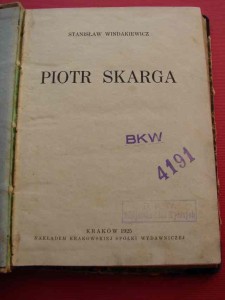 STANISŁAW WINDAKIEWICZ
PIOTR SKARGA
BKW
4191
KRAKÓW 1925
NAKŁADEM KRAKOWSKIEJ SPÓŁKI WYDAWNICZEJ